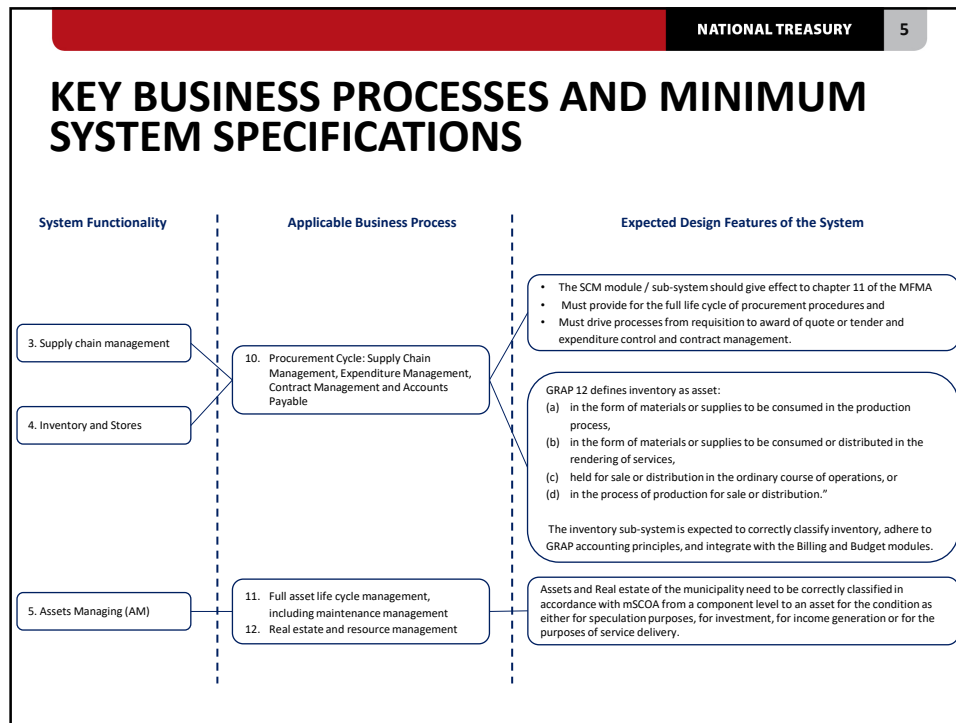 NATIONAL TREASURY 5
KEY BUSINESS PROCESSES AND MINIMUM
SYSTEM SPECIFICATIONS
System Functionality
Applicable Business Process
Expected Design Features of the System
3. Supply chain management
4. Inventory and Stores
10. Procurement Cycle: Supply Chain
Management, Expenditure Management,
Contract Management and Accounts
Payable
• The SCM module / sub-system should give effect to chapter 11 of the MFMA
• Must provide for the full life cycle of procurement procedures and
• Must drive processes from requisition to award of quote or tender and
expenditure control and contract management.
GRAP 12 defines inventory as asset:
(a) in the form of materials or supplies to be consumed in the production
process,
(b) in the form of materials or supplies to be consumed or distributed in the
rendering of services,
(c) held for sale or distribution in the ordinary course of operations, or
(d) in the process of production for sale or distribution.”
The inventory sub-system is expected to correctly classify inventory, adhere to
GRAP accounting principles, and integrate with the Billing and Budget modules.
5. Assets Managing (AM)
11. Full asset life cycle management,
including maintenance management
12. Real estate and resource management
Assets and Real estate of the municipality need to be correctly classified in
accordance with mSCOA from a component level to an asset for the condition as
either for speculation purposes, for investment, for income generation or for the
purposes of service delivery.